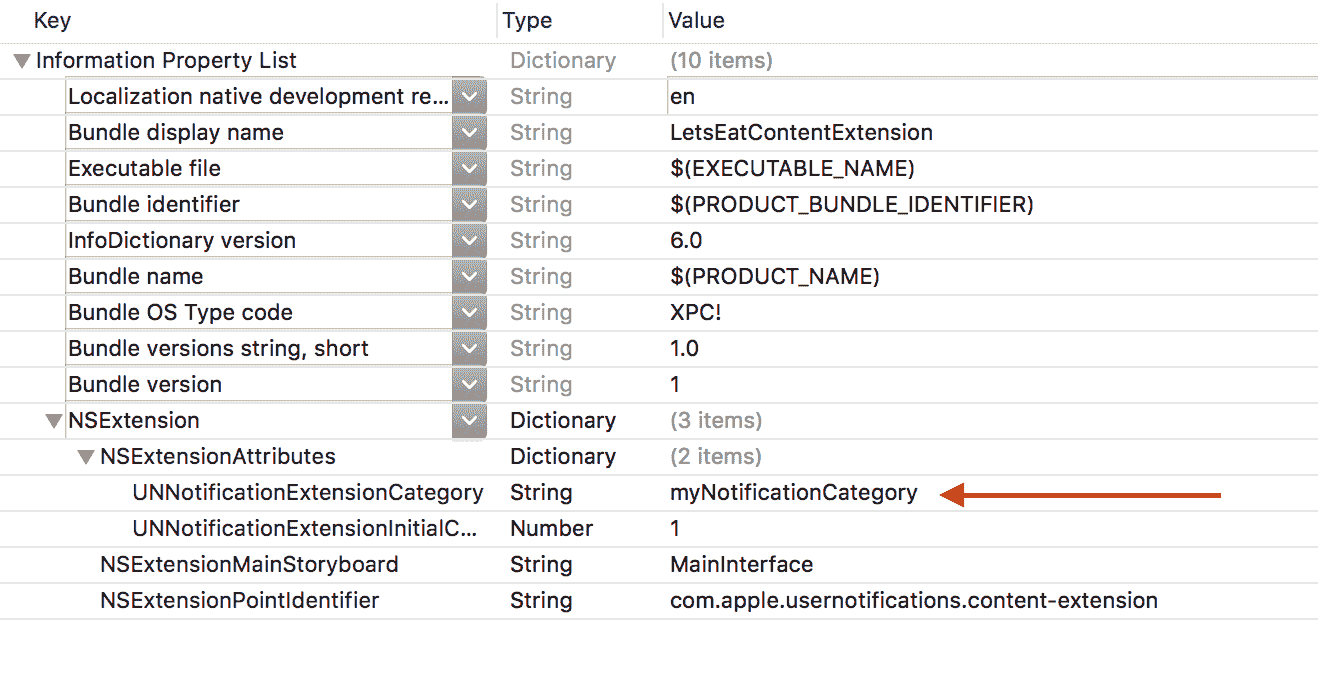 Key Type Value
Information Property List Dictionary (10 items)
Localization native development re... String en
Bundle display name String LetsEatContentExtension
Executable file String $(EXECUTABLE_NAME)
Bundle identifier String $(PRODUCT_BUNDLE_IDENTIFIER)
InfoDictionary version String 6.0
Bundle name String $(PRODUCT_NAME)
Bundle OS Type code String XPC!
Bundle versions string, short String 1.0
Bundle version String 1
NSExtension Dictionary (3 items)
NSExtensionAttributes Dictionary (2 items)
UNNotificationExtensionCategory String myNotificationCategory
UNNotificationExtensionInitialC... Number 1
NSExtensionMainStoryboard String MainInterface
NSExtensionPointIdentifier String com.apple.usernotifications.content-extension